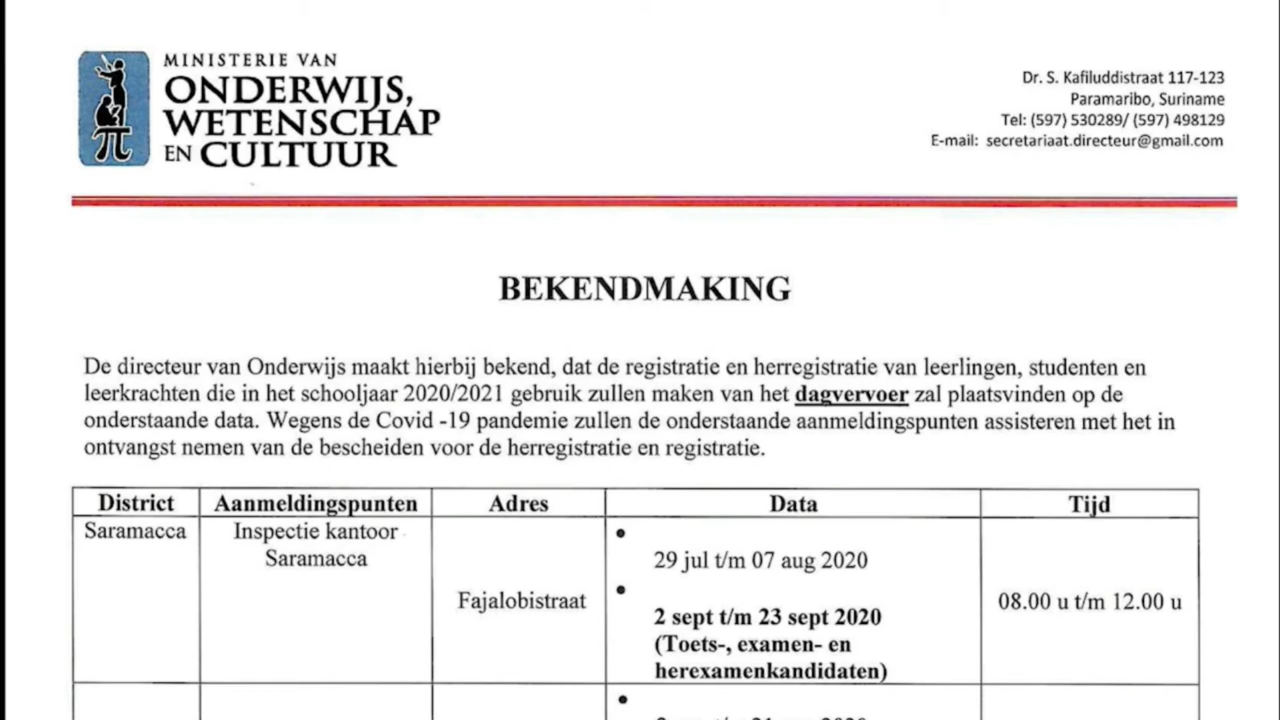 MINISTERIE VAN
ONDERWIJS,
WETENSCHAP
EN CULTUUR
Dr. S. Kafiluddistraat 117-123
Paramaribo, Suriname
Tel: (597) 530289/ (597) 498129
E-mail: secretariaat.directeur@gmail.com
BEKENDMAKING
De directeur van Onderwijs maakt hierbij bekend, dat de registratie en herregistratie van leerlingen, studenten en
leerkrachten die in het schooljaar 2020/2021 gebruik zullen maken van het dagvervoer zal plaatsvinden op de
onderstaande data. Wegens de Covid -19 pandemie zullen de onderstaande aanmeldingspunten assisteren met het in
ontvangst nemen van de bescheiden voor de herregistratie en registratie.
District Aanmeldingspunten Adres Data Tijd
Saramacca
Inspectie kantoor
Saramacca
Fajalobistraat
• 29 jul t/m 07 aug 2020
• 2 sept t/m 23 sept 2020
(Toets-, examen- en
herexamenkandidaten)
08.00 u t/m 12.00 u